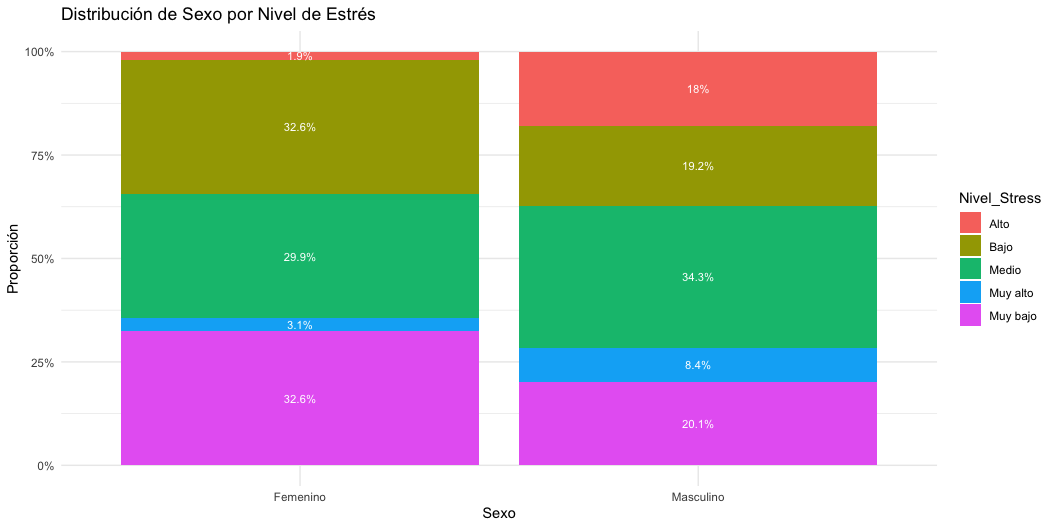 Distribución de Sexo por Nivel de Estrés
Proporción
100%
75%
50%
25%
0%
1.9%
32.6%
29.9%
3.1%
32.6%
18%
19.2%
34.3%
8.4%
20.1%
Femenino
Masculino
Sexo
Nivel_Stress
Alto
Bajo
Medio
Muy alto
Muy bajo